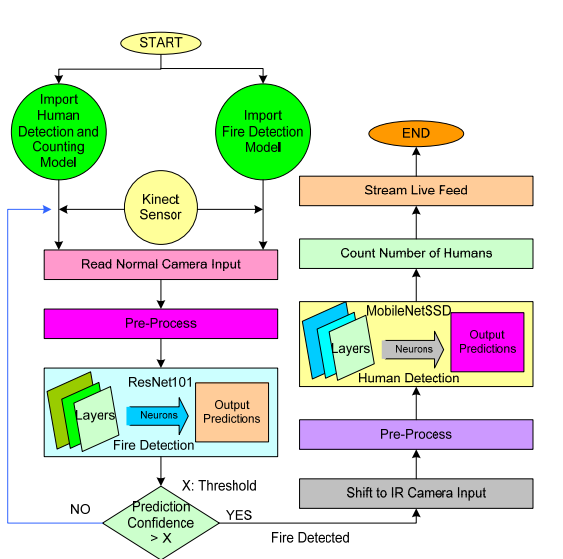 START
Import
Human
Detection and
Counting
Model
Import
Fire Detection
Model
Kinect
Sensor
Read Normal Camera Input
Pre-Process
ResNet101
Layers
Neurons
Output
Predictions
Fire Detection
X: Threshold
Prediction
Confidence
> X
NO
YES
Fire Detected
Shift to IR Camera Input
Pre-Process
MobileNetSSD
Layers
Neurons
Output
Predictions
Human Detection
Count Number of Humans
Stream Live Feed
END